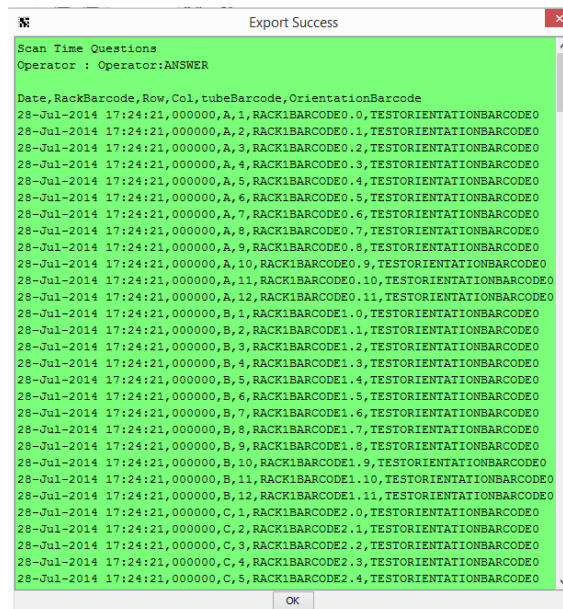 Export Success
Scan Time Questions
Operator : Operator:ANSWER
Date,RackBarcode,Row,Col,tubeBarcode,OrientationBarcode
28-Jul-2014 17:24:21,000000,A,1,RACK1BARCODE0.0,TESTORIENTATIONBARCODE0
28-Jul-2014 17:24:21,000000,A,2,RACK1BARCODE0.1,TESTORIENTATIONBARCODE0
28-Jul-2014 17:24:21,000000,A,3,RACK1BARCODE0.2,TESTORIENTATIONBARCODE0
28-Jul-2014 17:24:21,000000,A,4,RACK1BARCODE0.3,TESTORIENTATIONBARCODE0
28-Jul-2014 17:24:21,000000,A,5,RACK1BARCODE0.4,TESTORIENTATIONBARCODE0
28-Jul-2014 17:24:21,000000,A,6,RACK1BARCODE0.5,TESTORIENTATIONBARCODE0
28-Jul-2014 17:24:21,000000,A,7,RACK1BARCODE0.6,TESTORIENTATIONBARCODE0
28-Jul-2014 17:24:21,000000,A,8,RACK1BARCODE0.7,TESTORIENTATIONBARCODE0
28-Jul-2014 17:24:21,000000,A,9,RACK1BARCODE0.8,TESTORIENTATIONBARCODE0
28-Jul-2014 17:24:21,000000,A,10,RACK1BARCODE0.9,TESTORIENTATIONBARCODE0
28-Jul-2014 17:24:21,000000,A,11,RACK1BARCODE0.10,TESTORIENTATIONBARCODE0
28-Jul-2014 17:24:21,000000,A,12,RACK1BARCODE0.11,TESTORIENTATIONBARCODE0
28-Jul-2014 17:24:21,000000,B,1,RACK1BARCODE1.0,TESTORIENTATIONBARCODE0
28-Jul-2014 17:24:21,000000,B,2,RACK1BARCODE1.1,TESTORIENTATIONBARCODE0
28-Jul-2014 17:24:21,000000,B,3,RACK1BARCODE1.2,TESTORIENTATIONBARCODE0
28-Jul-2014 17:24:21,000000,B,4,RACK1BARCODE1.3,TESTORIENTATIONBARCODE0
28-Jul-2014 17:24:21,000000,B,5,RACK1BARCODE1.4,TESTORIENTATIONBARCODE0
28-Jul-2014 17:24:21,000000,B,6,RACK1BARCODE1.5,TESTORIENTATIONBARCODE0
28-Jul-2014 17:24:21,000000,B,7,RACK1BARCODE1.6,TESTORIENTATIONBARCODE0
28-Jul-2014 17:24:21,000000,B,8,RACK1BARCODE1.7,TESTORIENTATIONBARCODE0
28-Jul-2014 17:24:21,000000,B,9,RACK1BARCODE1.8,TESTORIENTATIONBARCODE0
28-Jul-2014 17:24:21,000000,B,10,RACK1BARCODE1.9,TESTORIENTATIONBARCODE0
28-Jul-2014 17:24:21,000000,B,11,RACK1BARCODE1.10,TESTORIENTATIONBARCODE0
28-Jul-2014 17:24:21,000000,B,12,RACK1BARCODE1.11,TESTORIENTATIONBARCODE0
28-Jul-2014 17:24:21,000000,C,1,RACK1BARCODE2.0,TESTORIENTATIONBARCODE0
28-Jul-2014 17:24:21,000000,C,2,RACK1BARCODE2.1,TESTORIENTATIONBARCODE0
28-Jul-2014 17:24:21,000000,C,3,RACK1BARCODE2.2,TESTORIENTATIONBARCODE0
28-Jul-2014 17:24:21,000000,C,4,RACK1BARCODE2.3,TESTORIENTATIONBARCODE0
28-Jul-2014 17:24:21,000000,C,5,RACK1BARCODE2.4,TESTORIENTATIONBARCODE0
OK